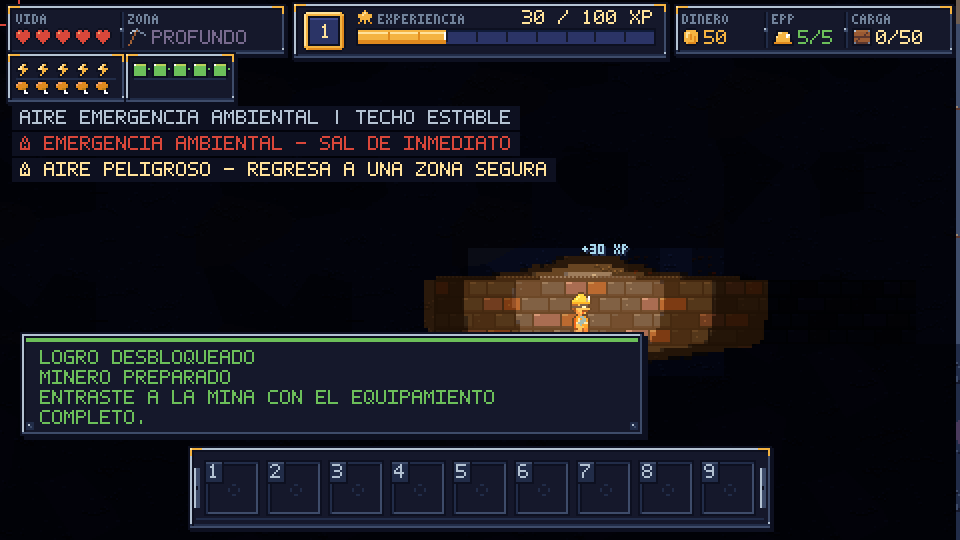 VIDA
ZONA
PROFUNDO
1
EXPERIENCIA
30 / 100 XP
DINERO
50
EPP
5/5
CARGA
0/50
AIRE EMERGENCIA AMBIENTAL | TECHO ESTABLE
EMERGENCIA AMBIENTAL - SAL DE INMEDIATO
AIRE PELIGROSO - REGRESA A UNA ZONA SEGURA
+30 XP
LOGRO DESBLOQUEADO
MINERO PREPARADO
ENTRASTE A LA MINA CON EL EQUIPAMIENTO
COMPLETO.
1 2 3 4 5 6 7 8 9